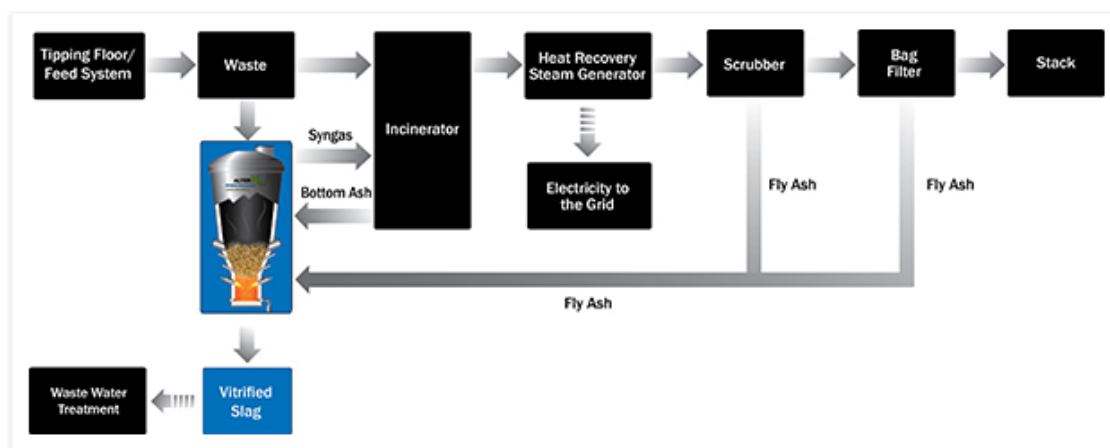 Tipping Floor/
Feed System
Waste
Incinerator
Heat Recovery
Steam Generator
Scrubber
Bag
Filter
Stack
Syngas
Bottom Ash
Electricity to
the Grid
Fly Ash
Fly Ash
Fly Ash
Waste Water
Treatment
Vitrified
Slag